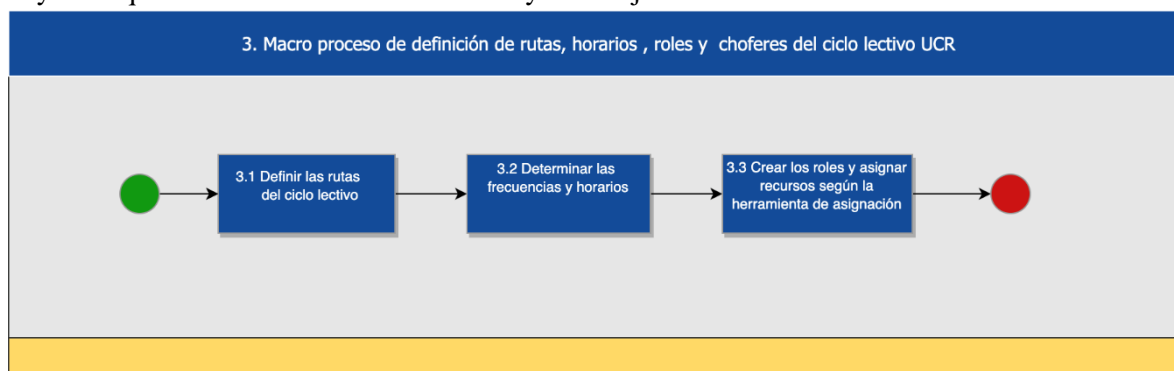 3. Macro proceso de definición de rutas, horarios , roles y  choferes del ciclo lectivo UCR
3.1 Definir las rutas
del ciclo lectivo
3.2 Determinar las
frecuencias y horarios
3.3 Crear los roles y asignar
recursos según la
herramienta de asignación